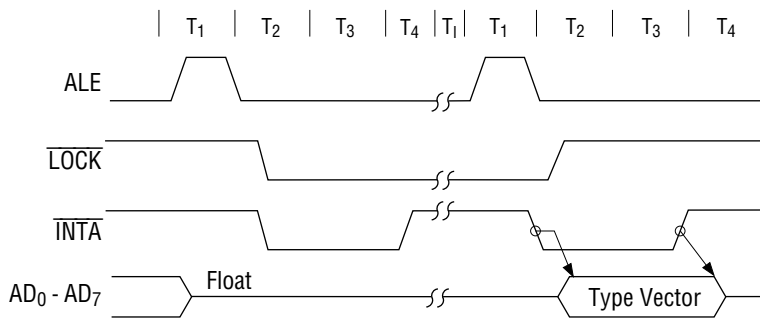 T₁ T₂ T₃ T₄ Tᵢ T₁ T₂ T₃ T₄
ALE
LOCK
INTA
AD₀ - AD₇
Float
Type Vector